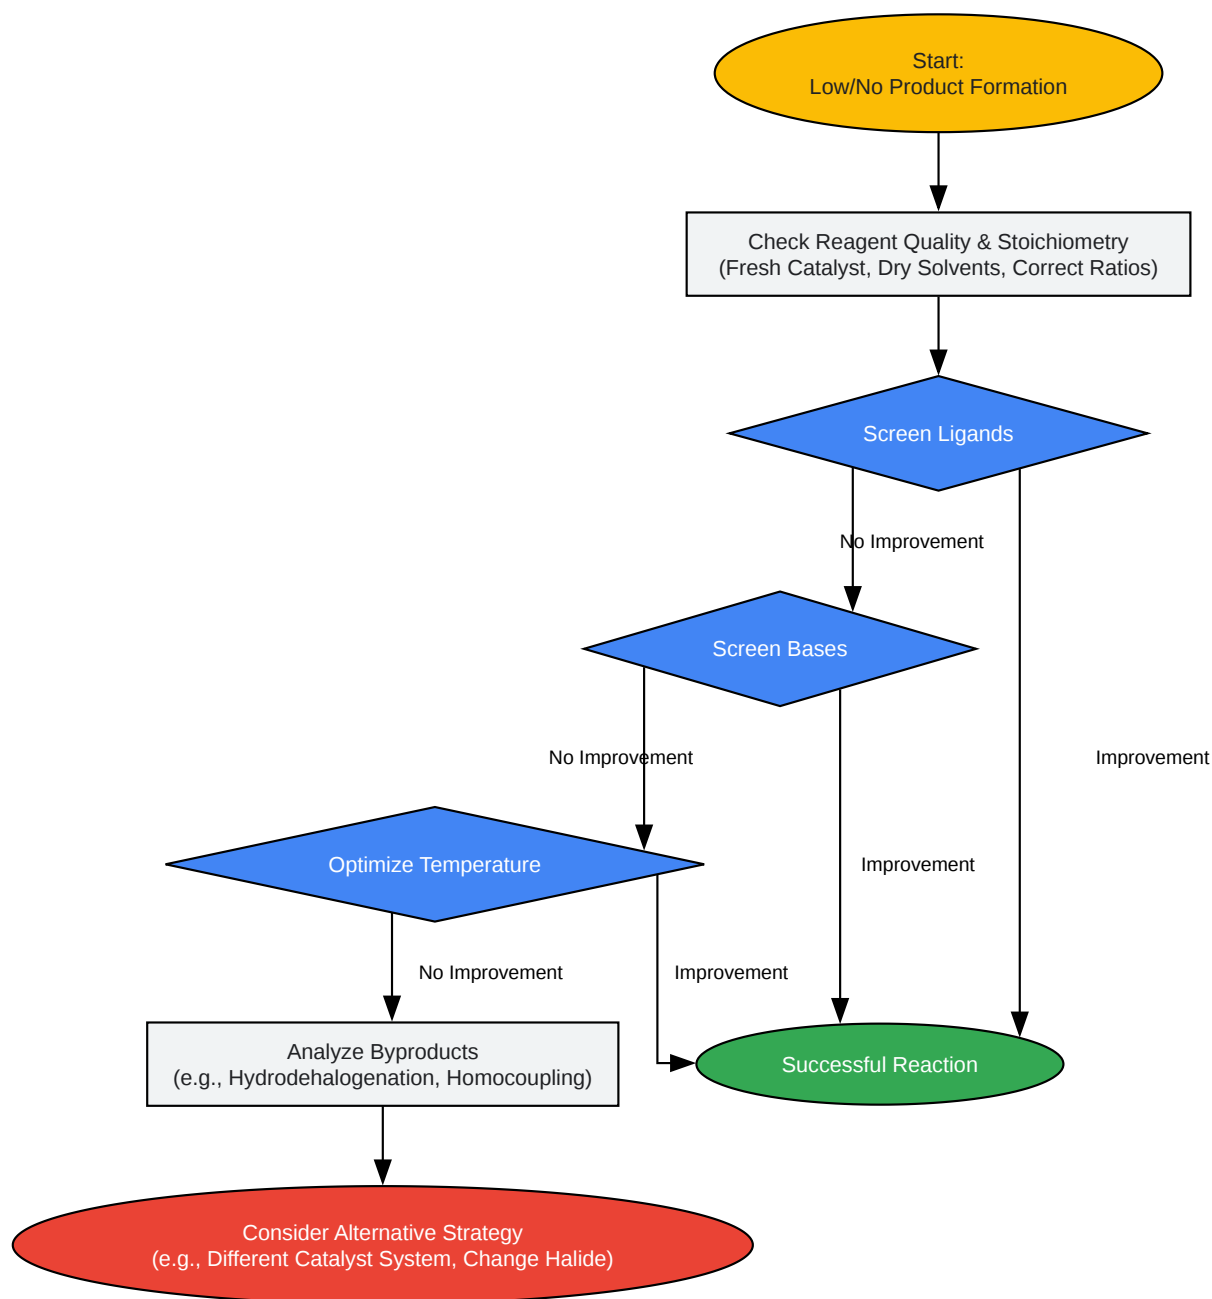 Start:
Low/No Product Formation
Check Reagent Quality & Stoichiometry
(Fresh Catalyst, Dry Solvents, Correct Ratios)
Screen Ligands
No Improvement
Screen Bases
No Improvement
Improvement
Optimize Temperature
Improvement
No Improvement
Improvement
Analyze Byproducts
(e.g., Hydrodehalogenation, Homocoupling)
Successful Reaction
Consider Alternative Strategy
(e.g., Different Catalyst System, Change Halide)